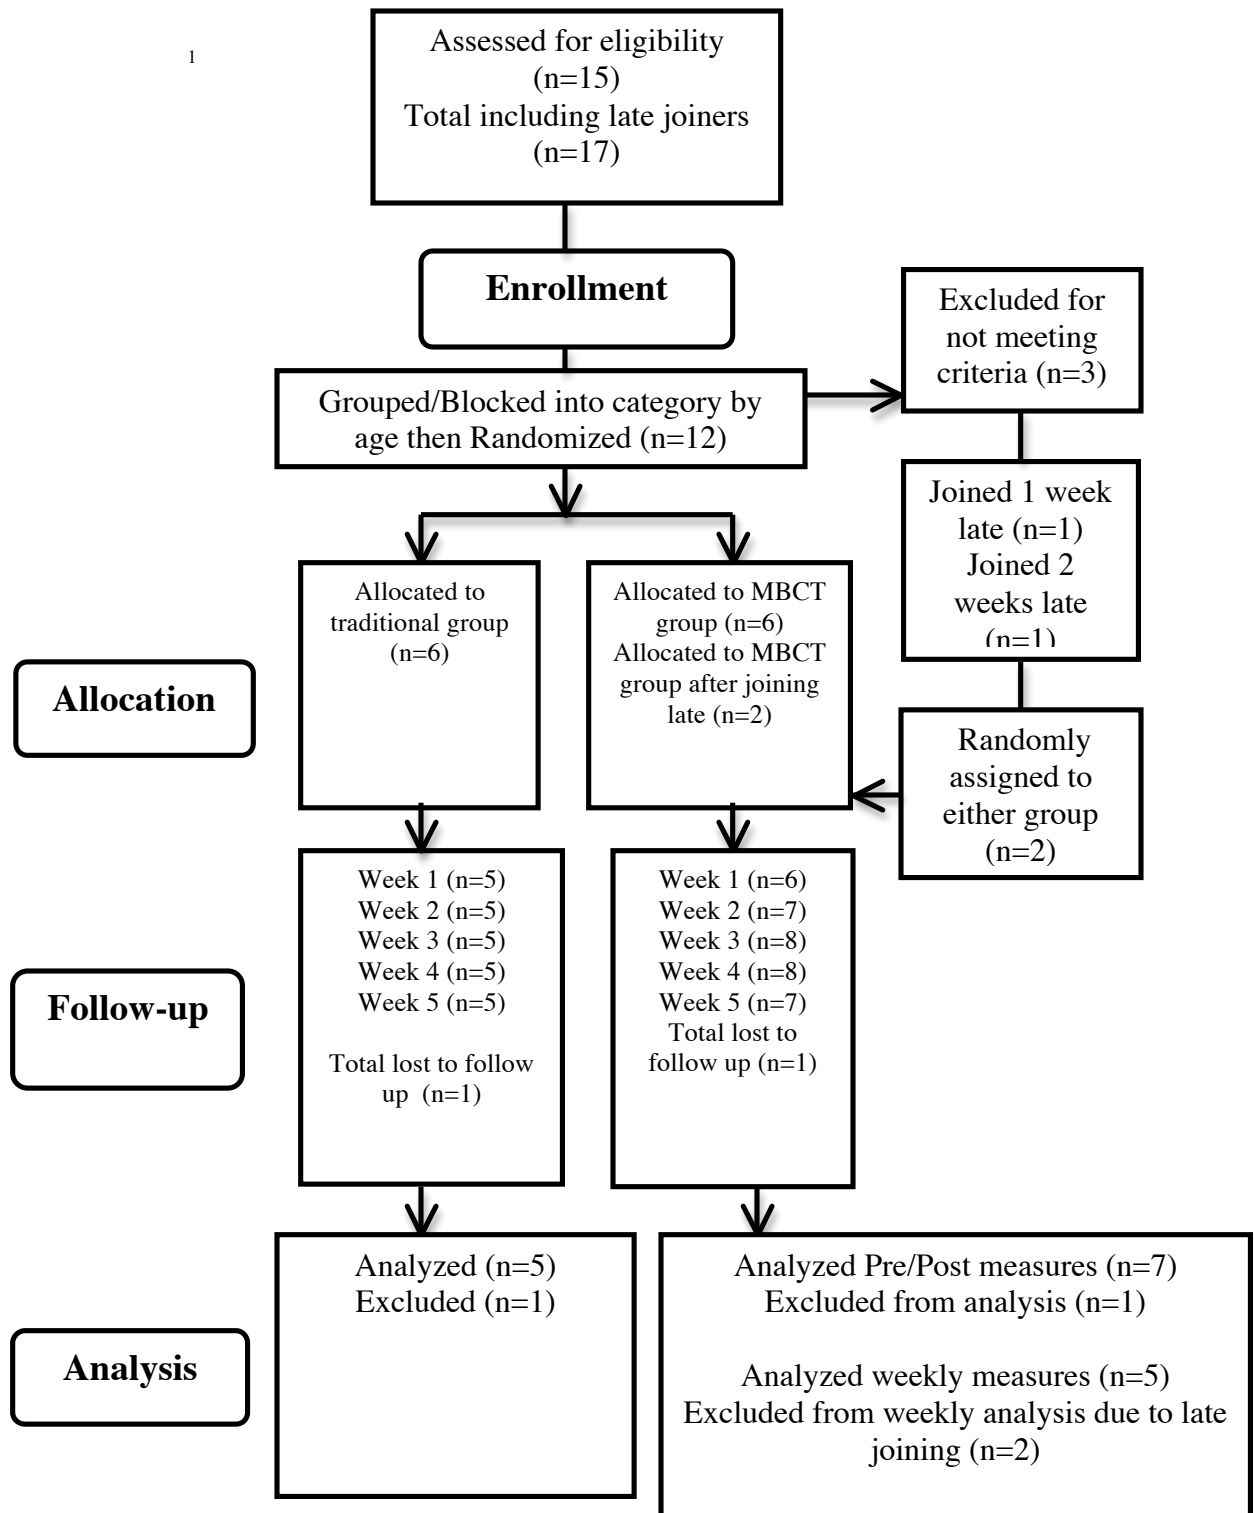 1
Assessed for eligibility
(n=15)
Total including late joiners
(n=17)
Enrollment
Excluded for
not meeting
criteria (n=3)
Grouped/Blocked into category by
age then Randomized (n=12)
Joined 1 week
late (n=1)
Joined 2
weeks late
(n=1)
Allocated to
traditional group
(n=6)
Allocated to MBCT
group (n=6)
Allocated to MBCT
group after joining
late (n=2)
Allocation
Randomly
assigned to
either group
(n=2)
Week 1 (n=5)
Week 2 (n=5)
Week 3 (n=5)
Week 4 (n=5)
Week 5 (n=5)
Total lost to follow
up (n=1)
Week 1 (n=6)
Week 2 (n=7)
Week 3 (n=8)
Week 4 (n=8)
Week 5 (n=7)
Total lost to
follow up (n=1)
Follow-up
Analyzed (n=5)
Excluded (n=1)
Analyzed Pre/Post measures (n=7)
Excluded from analysis (n=1)
Analyzed weekly measures (n=5)
Excluded from weekly analysis due to late
joining (n=2)
Analysis